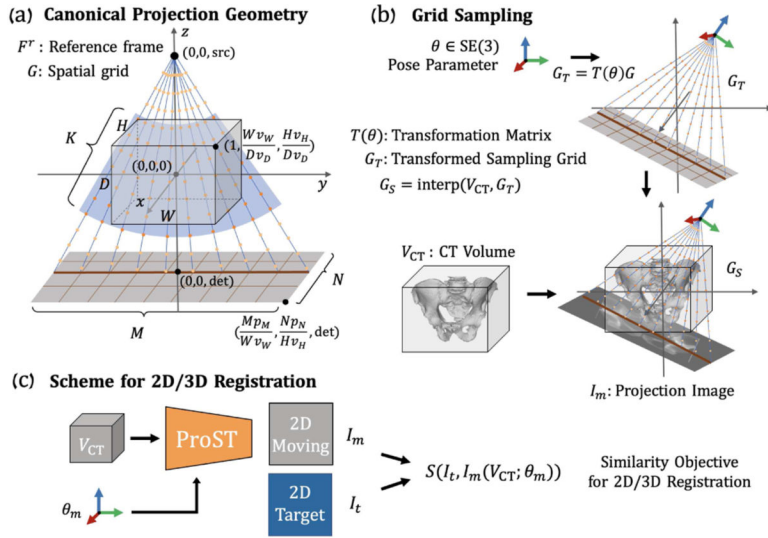 (a) Canonical Projection Geometry
z
F^r : Reference frame
(0,0,src)
G: Spatial grid
K
H
(1, Wv_W/Dv_D, Hv_H/Dv_D)
(0,0,0)
D
y
x
W
(0,0,det)
N
M
(Mp_M/Wv_W, Np_N/Hv_H, det)
(b) Grid Sampling
θ ∈ SE(3)
Pose Parameter
G_T = T(θ)G
G_T
T(θ): Transformation Matrix
G_T: Transformed Sampling Grid
G_S = interp(V_CT, G_T)
V_CT : CT Volume
G_S
I_m: Projection Image
(c) Scheme for 2D/3D Registration
V_CT
ProST
2D
Moving
I_m
θ_m
2D
Target
I_t
S(I_t, I_m(V_CT; θ_m))
Similarity Objective
for 2D/3D Registration